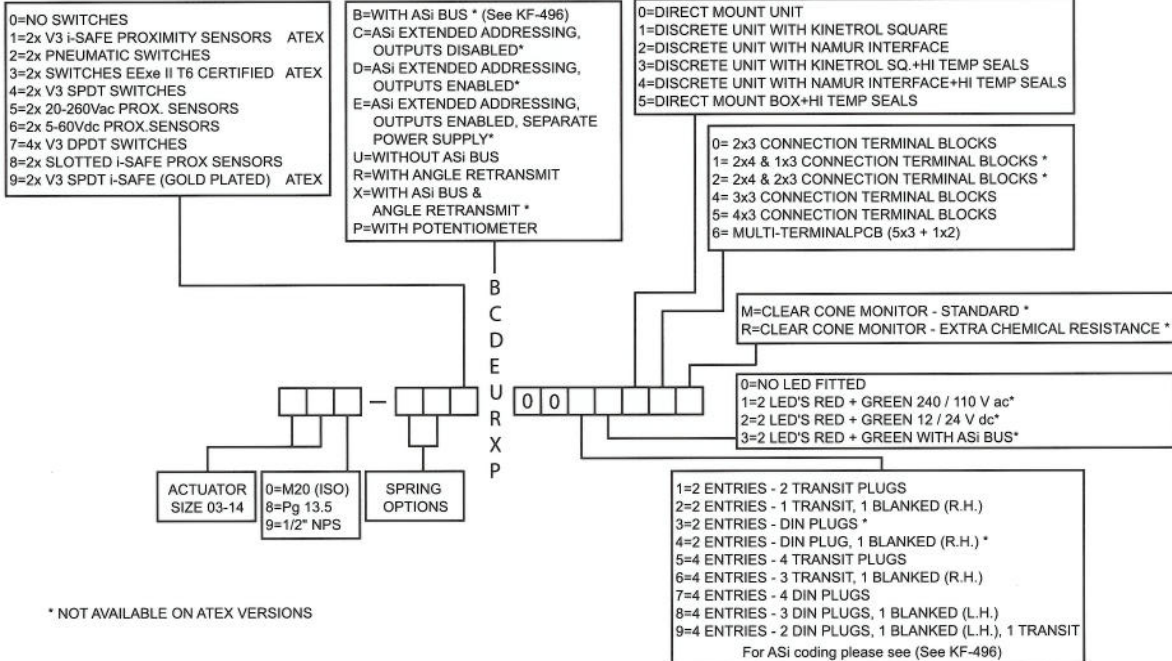 0=NO SWITCHES
1=2x V3 i-SAFE PROXIMITY SENSORS ATEX
2=2x PNEUMATIC SWITCHES
3=2x SWITCHES EExe II T6 CERTIFIED ATEX
4=2x V3 SPDT SWITCHES
5=2x 20-260Vac PROX. SENSORS
6=2x 5-60Vdc PROX.SENSORS
7=4x V3 DPDT SWITCHES
8=2x SLOTTED i-SAFE PROX SENSORS
9=2x V3 SPDT i-SAFE (GOLD PLATED) ATEX
B=WITH ASi BUS * (See KF-496)
C=ASi EXTENDED ADDRESSING,
OUTPUTS DISABLED*
D=ASi EXTENDED ADDRESSING,
OUTPUTS ENABLED*
E=ASi EXTENDED ADDRESSING,
OUTPUTS ENABLED, SEPARATE
POWER SUPPLY*
U=WITHOUT ASi BUS
R=WITH ANGLE RETRANSMIT
X=WITH ASi BUS &
ANGLE RETRANSMIT *
P=WITH POTENTIOMETER
0=DIRECT MOUNT UNIT
1=DISCRETE UNIT WITH KINETROL SQUARE
2=DISCRETE UNIT WITH NAMUR INTERFACE
3=DISCRETE UNIT WITH KINETROL SQ.+HI TEMP SEALS
4=DISCRETE UNIT WITH NAMUR INTERFACE+HI TEMP SEALS
5=DIRECT MOUNT BOX+HI TEMP SEALS
0= 2x3 CONNECTION TERMINAL BLOCKS
1= 2x4 & 1x3 CONNECTION TERMINAL BLOCKS *
2= 2x4 & 2x3 CONNECTION TERMINAL BLOCKS *
4= 3x3 CONNECTION TERMINAL BLOCKS
5= 4x3 CONNECTION TERMINAL BLOCKS
6= MULTI-TERMINALPCB (5x3 + 1x2)
M=CLEAR CONE MONITOR - STANDARD *
R=CLEAR CONE MONITOR - EXTRA CHEMICAL RESISTANCE *
0=NO LED FITTED
1=2 LED'S RED + GREEN 240 / 110 V ac*
2=2 LED'S RED + GREEN 12 / 24 V dc*
3=2 LED'S RED + GREEN WITH ASi BUS*
B
C
D
E
U
R
X
P
– 0 0
ACTUATOR
SIZE 03-14
0=M20 (ISO)
8=Pg 13.5
9=1/2" NPS
SPRING
OPTIONS
1=2 ENTRIES - 2 TRANSIT PLUGS
2=2 ENTRIES - 1 TRANSIT, 1 BLANKED (R.H.)
3=2 ENTRIES - DIN PLUGS *
4=2 ENTRIES - DIN PLUG, 1 BLANKED (R.H.) *
5=4 ENTRIES - 4 TRANSIT PLUGS
6=4 ENTRIES - 3 TRANSIT, 1 BLANKED (R.H.)
7=4 ENTRIES - 4 DIN PLUGS
8=4 ENTRIES - 3 DIN PLUGS, 1 BLANKED (L.H.)
9=4 ENTRIES - 2 DIN PLUGS, 1 BLANKED (L.H.), 1 TRANSIT
For ASi coding please see (See KF-496)
* NOT AVAILABLE ON ATEX VERSIONS